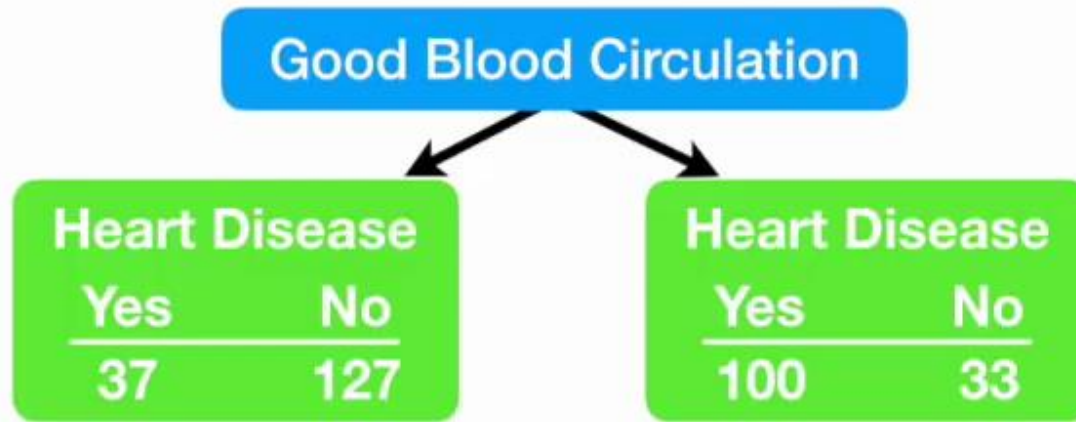 Good Blood Circulation
Heart Disease
Yes No
37 127
Heart Disease
Yes No
100 33